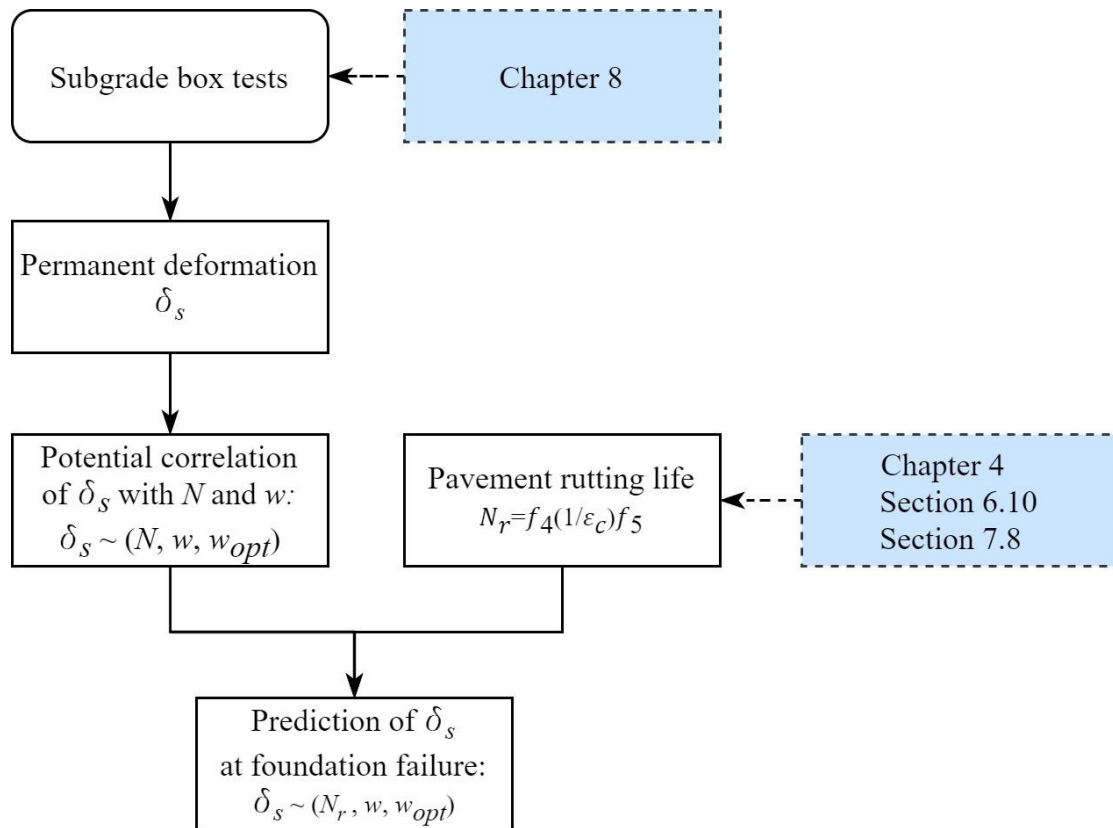 Subgrade box tests
Chapter 8
Permanent deformation
δs
Potential correlation
of δs with N and w:
δs ~ (N, w, wopt)
Pavement rutting life
Nr=f4(1/εc)f5
Chapter 4
Section 6.10
Section 7.8
Prediction of δs
at foundation failure:
δs ~ (Nr , w, wopt)